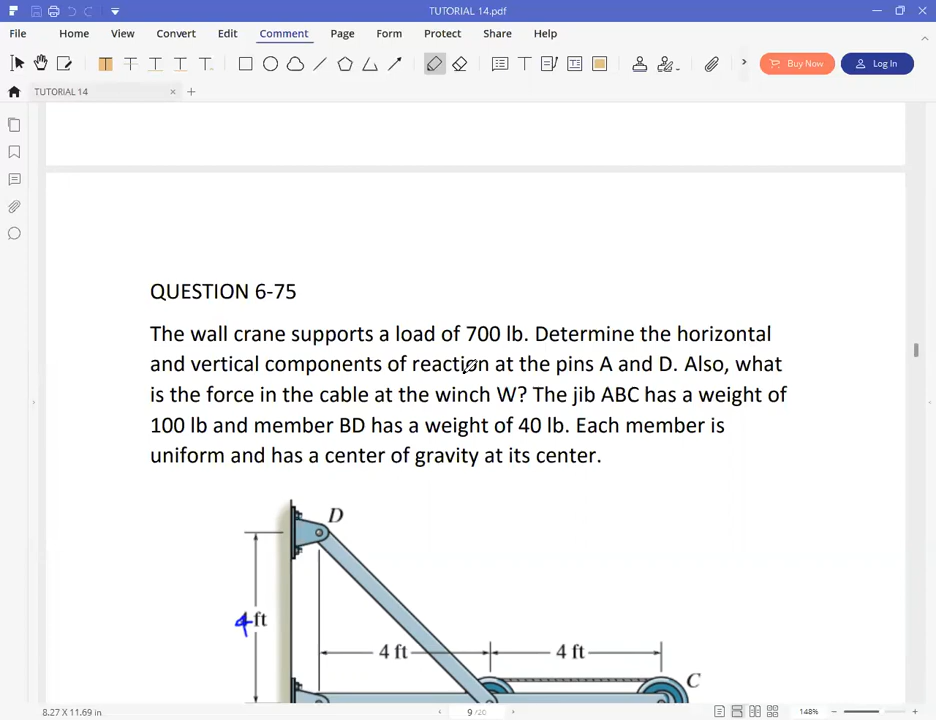 TUTORIAL 14.pdf
File Home View Convert Edit Comment Page Form Protect Share Help
Buy Now Log In
TUTORIAL 14
QUESTION 6-75
The wall crane supports a load of 700 lb. Determine the horizontal
and vertical components of reaction at the pins A and D. Also, what
is the force in the cable at the winch W? The jib ABC has a weight of
100 lb and member BD has a weight of 40 lb. Each member is
uniform and has a center of gravity at its center.
D
4 ft
4 ft 4 ft
C
8.27 X 11.69 in 9 /20 148%